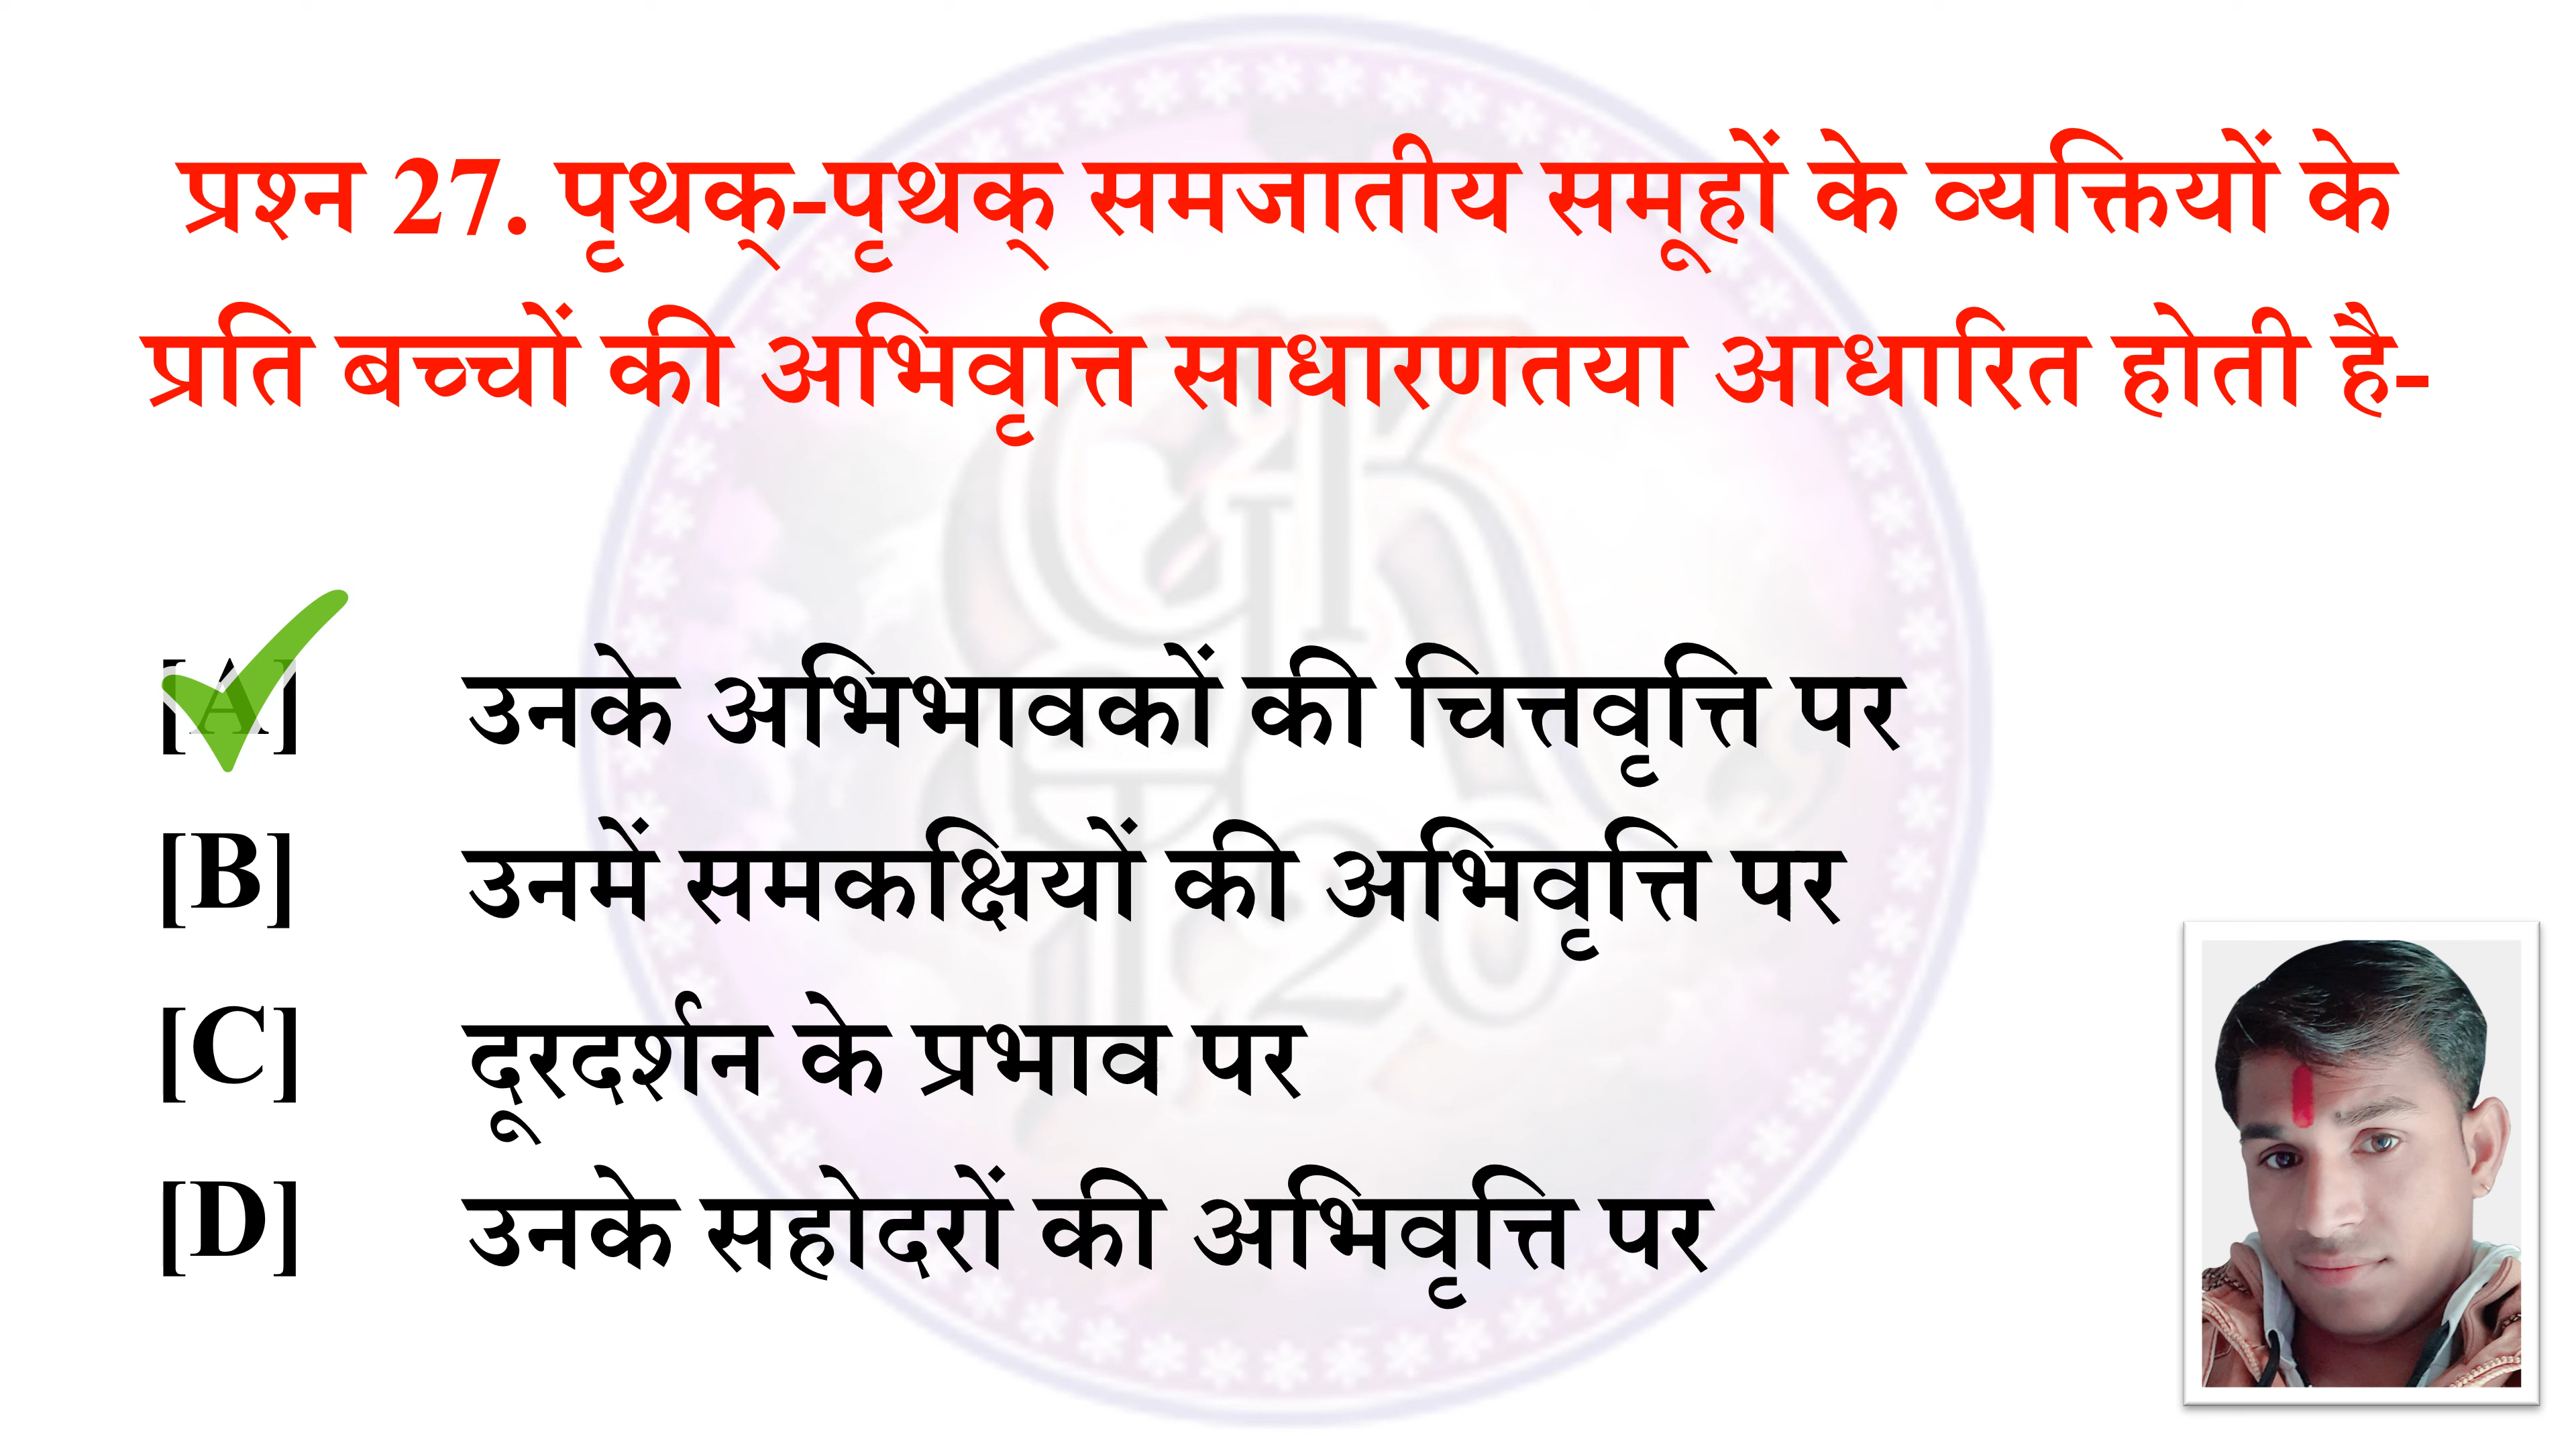 प्रश्न 27. पृथक्-पृथक् समजातीय समूहों के व्यक्तियों के
प्रति बच्चों की अभिवृत्ति साधारणतया आधारित होती है-
[A] उनके अभिभावकों की चित्तवृत्ति पर
[B] उनमें समकक्षियों की अभिवृत्ति पर
[C] दूरदर्शन के प्रभाव पर
[D] उनके सहोदरों की अभिवृत्ति पर